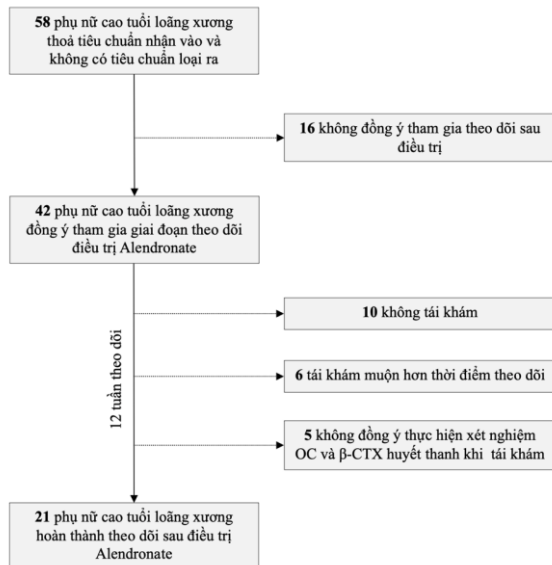 58 phụ nữ cao tuổi loãng xương
thoả tiêu chuẩn nhận vào và
không có tiêu chuẩn loại ra
16 không đồng ý tham gia theo dõi sau
điều trị
42 phụ nữ cao tuổi loãng xương
đồng ý tham gia giai đoạn theo dõi
điều trị Alendronate
12 tuần theo dõi
10 không tái khám
6 tái khám muộn hơn thời điểm theo dõi
5 không đồng ý thực hiện xét nghiệm
OC và β-CTX huyết thanh khi tái khám
21 phụ nữ cao tuổi loãng xương
hoàn thành theo dõi sau điều trị
Alendronate